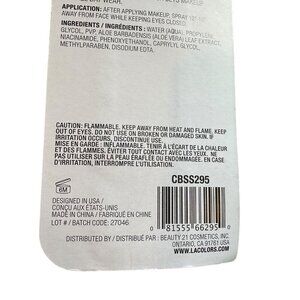 APPLICATION: AFTER APPLYING MAKEUP, SPRAY
AWAY FROM FACE WHILE KEEPING EYES CLOSED.
INGREDIENTS / INGRÉDIENTS: WATER (AQUA), PROPYLENE
GLYCOL, PVP, ALOE BARBADENSIS (ALOE VERA) LEAF EXTRACT,
NIACINAMIDE, PHENOXYETHANOL, CAPRYLYL GLYCOL,
METHYLPARABEN, DISODIUM EDTA.
CAUTION: FLAMMABLE. KEEP AWAY FROM HEAT AND FLAME. KEEP
OUT OF EYES. DO NOT USE ON BROKEN OR DAMAGED SKIN. IF
IRRITATION OCCURS, DISCONTINUE USE.
MISE EN GARDE: INFLAMMABLE. TENIR À L'ÉCART DE LA CHALEUR
ET DES FLAMMES. ÉVITER TOUT CONTACT AVEC LES YEUX. NE
PAS UTILISER SUR LA PEAU ÉRAFLÉE OU ENDOMMAGÉE. EN CAS
D'IRRITATION, INTERROMPRE L'UTILISATION.
CBSS295
6M
DESIGNED IN USA /
CONÇU AUX ÉTATS-UNIS
MADE IN CHINA / FABRIQUÉ EN CHINE
LOT # / BATCH CODE: 27046
0 81555 66295 0
DISTRIBUTED BY / DISTRIBUÉ PAR: BEAUTY 21 COSMETICS, INC.
ONTARIO, CA 91761 USA
WWW.LACOLORS.COM